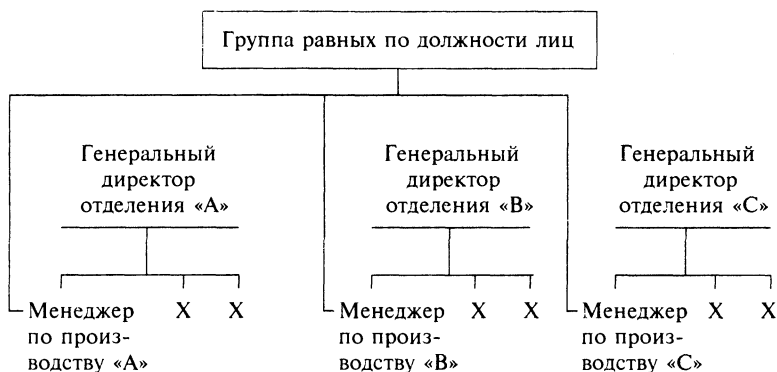 Группа равных по должности лиц
Генеральный
директор
отделения «А»
Генеральный
директор
отделения «В»
Генеральный
директор
отделения «С»
Менеджер
по произ-
водству «А»
X X
Менеджер
по произ-
водству «В»
X X
Менеджер
по произ-
водству «С»
X X